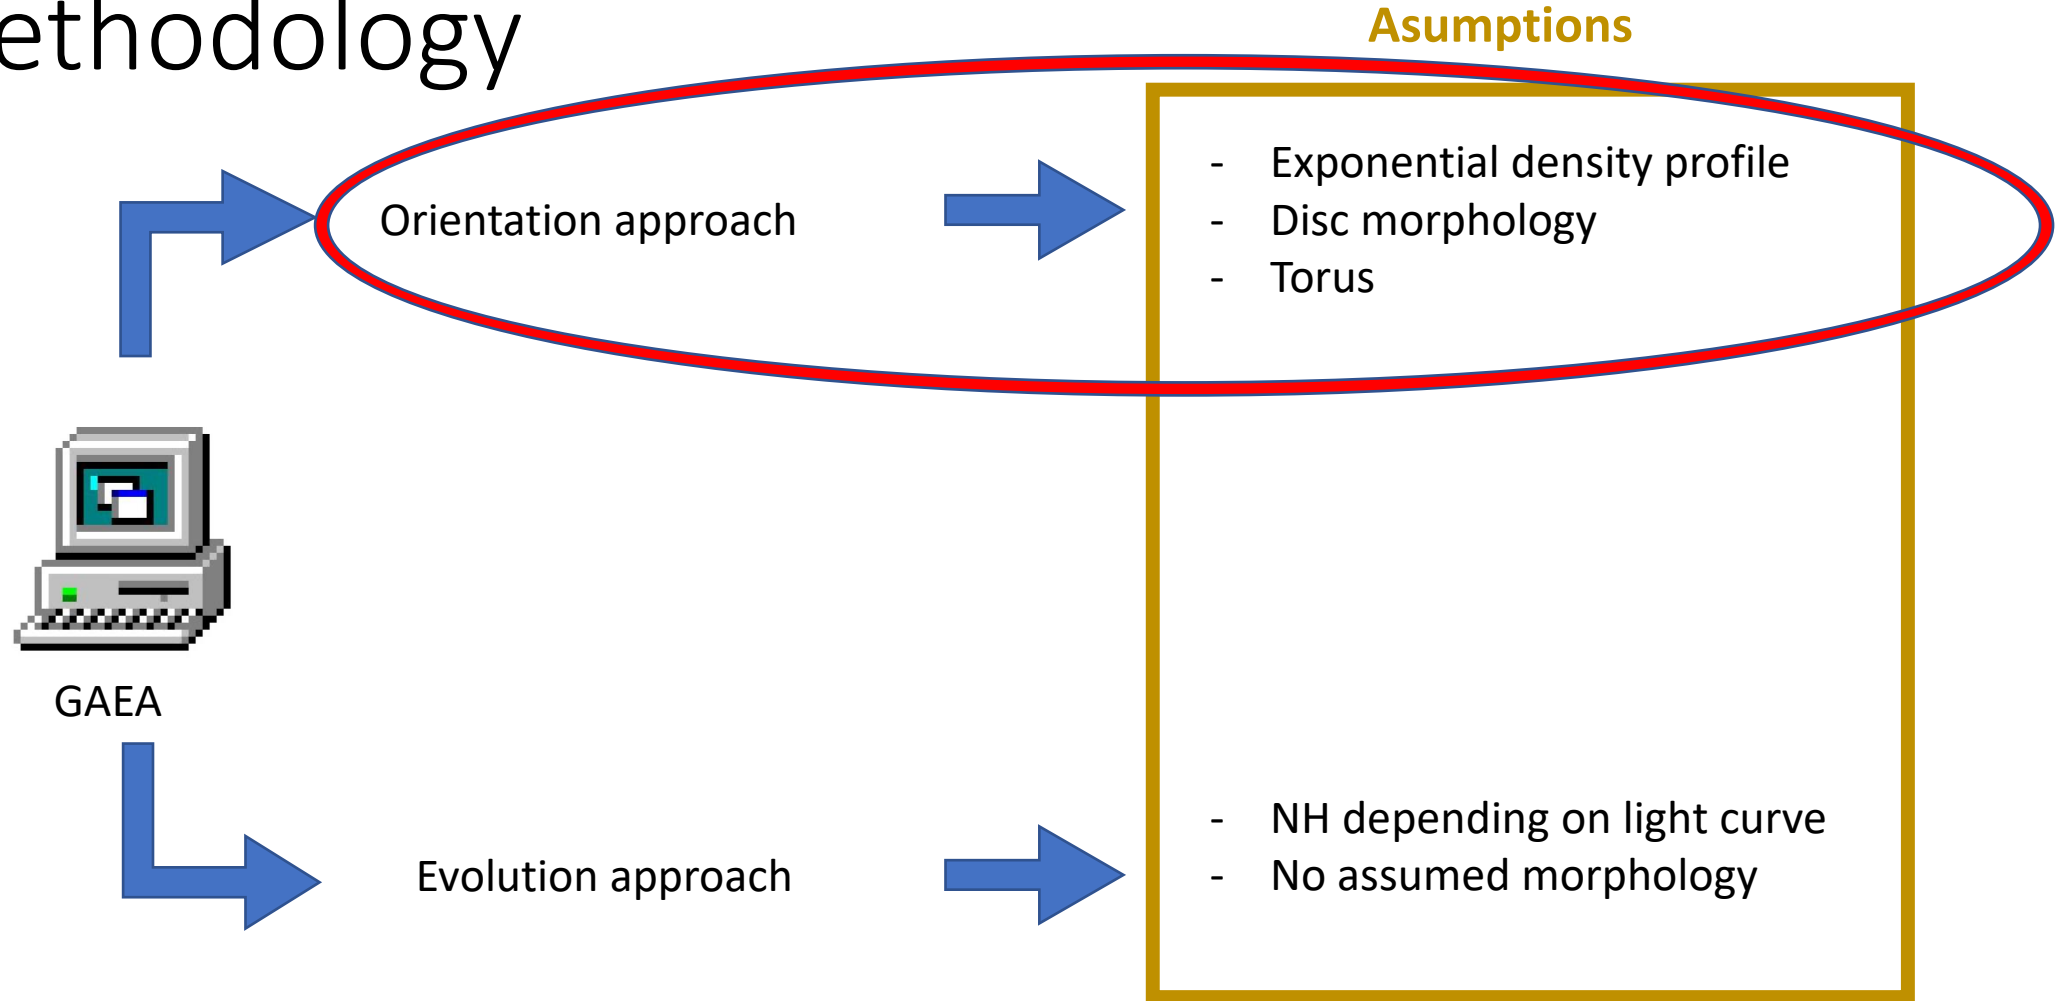 ethodology
Asumptions
Orientation approach
- Exponential density profile
- Disc morphology
- Torus
GAEA
Evolution approach
- NH depending on light curve
- No assumed morphology